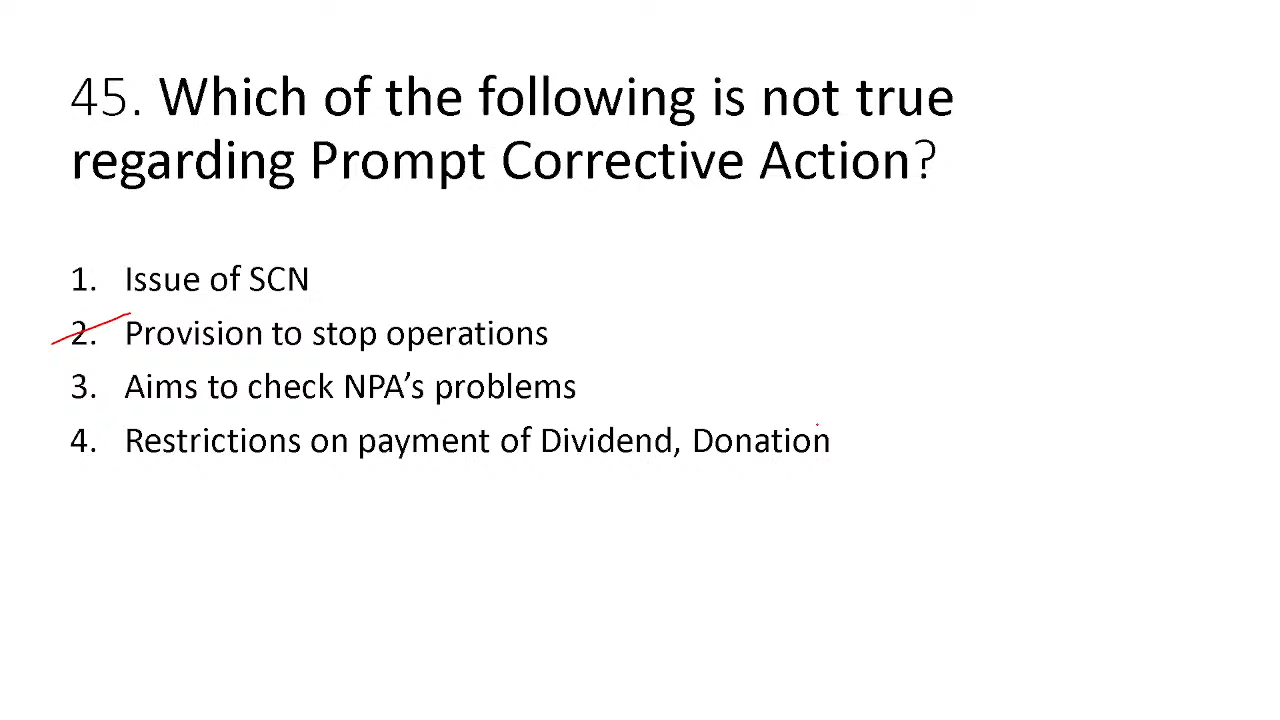 45. Which of the following is not true
regarding Prompt Corrective Action?
1. Issue of SCN
2. Provision to stop operations
3. Aims to check NPA’s problems
4. Restrictions on payment of Dividend, Donation